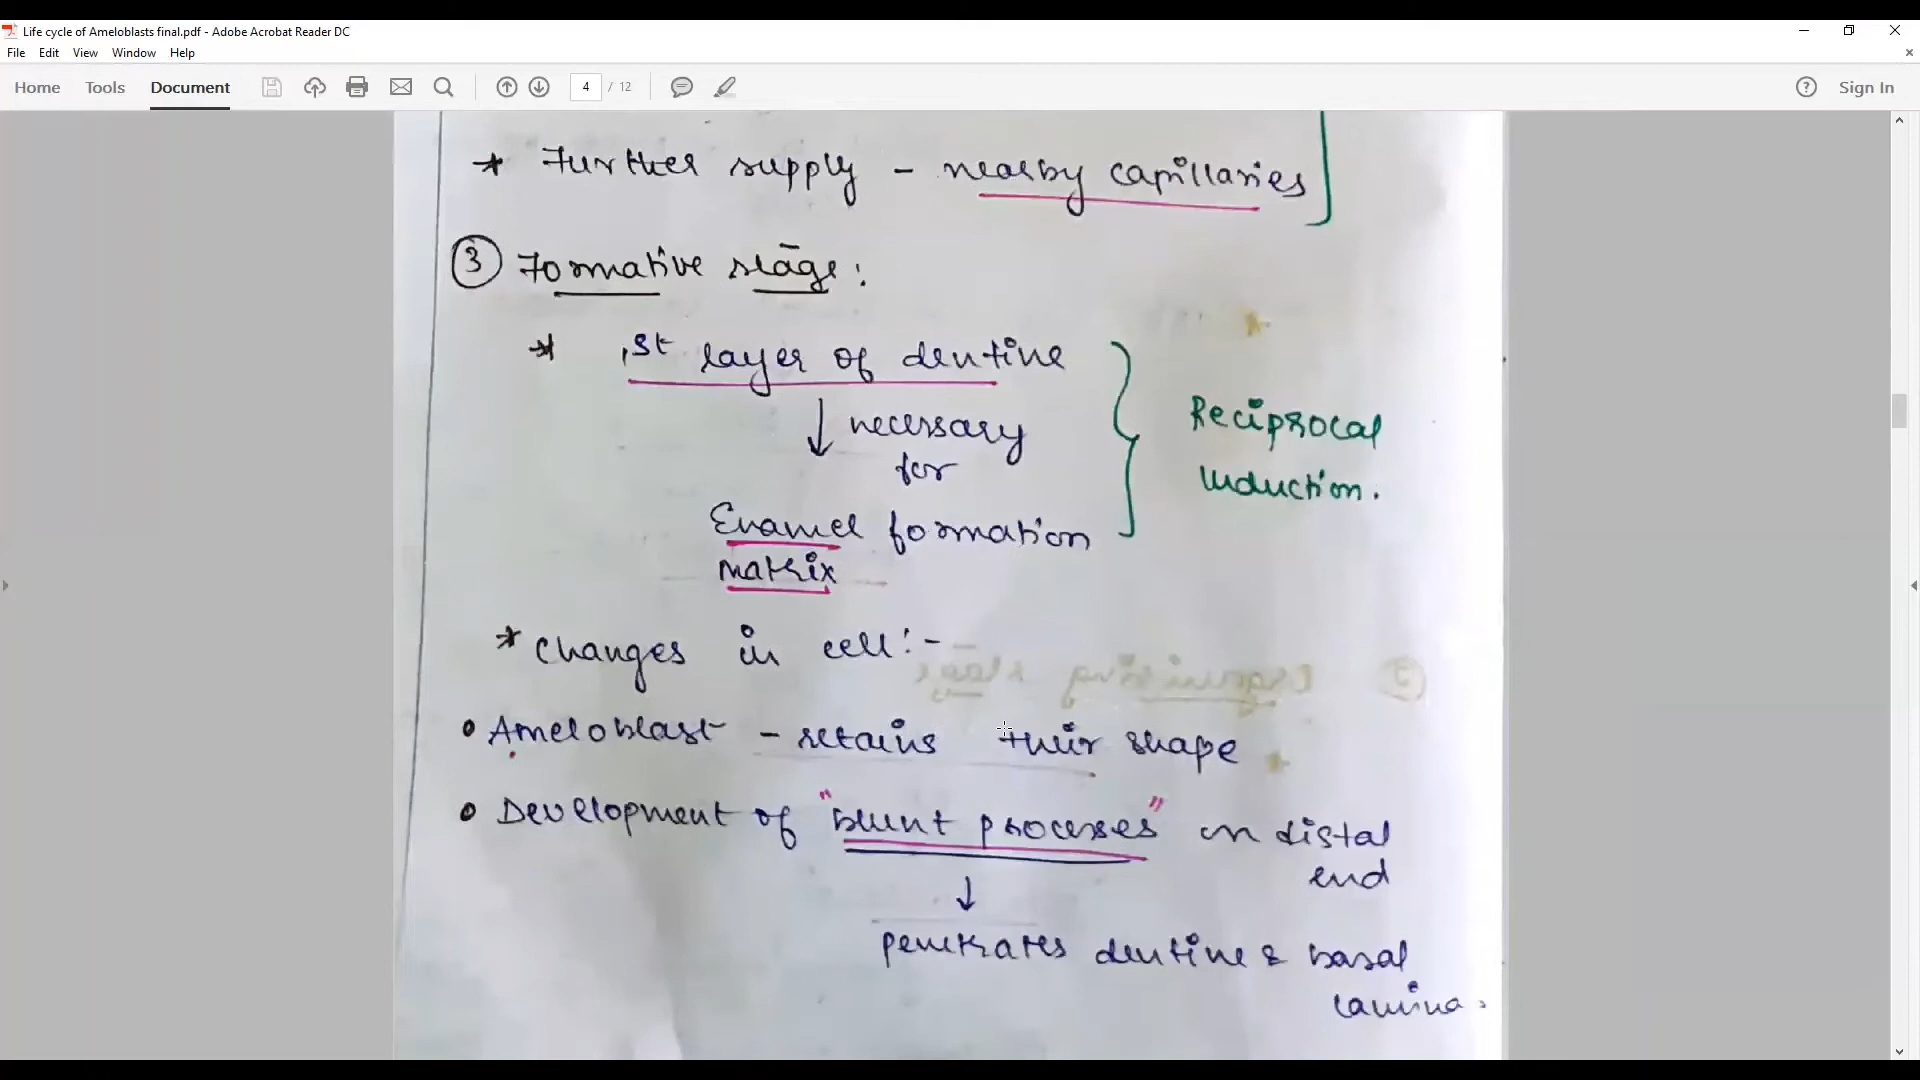 Life cycle of Ameloblasts final.pdf - Adobe Acrobat Reader DC
File Edit View Window Help
Home Tools Document 4 / 12 Sign In
* Further supply - nearby capillaries
③ Formative stage:
* 1st layer of dentine
↓ necessary
for
Enamel formation
matrix
Reciprocal
Induction.
* Changes in cell:-
• Ameloblast - retains their shape
• Development of "blunt processes" on distal
end
↓
penetrates dentine & basal
lamina.